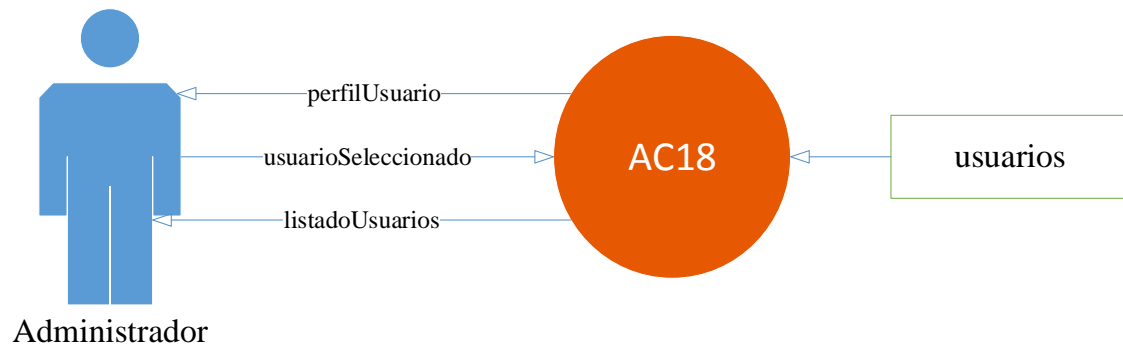 perfilUsuario
usuarioSeleccionado
AC18
usuarios
listadoUsuarios
Administrador